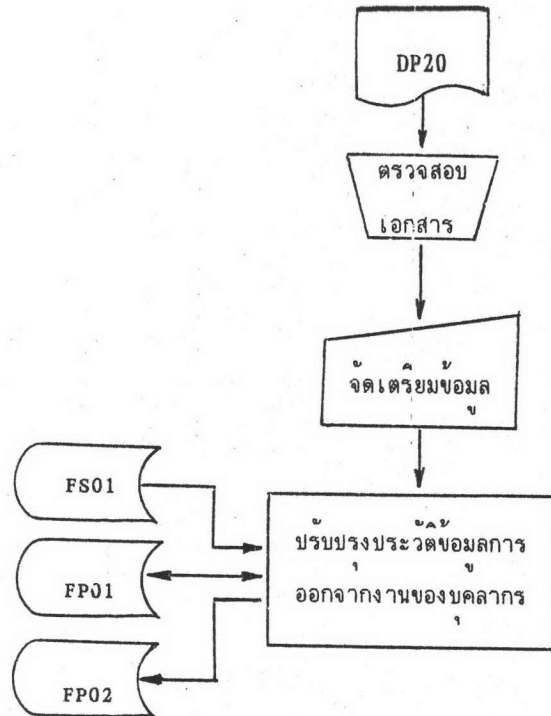 DP20
ตรวจสอบ
เอกสาร
จัดเตรียมข้อมูล
FS01
ปรับปรุงประวัติข้อมูลการ
FP01
ออกจากงานของบุคลากร
FP02